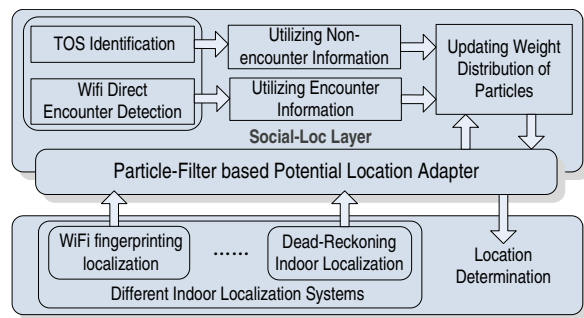 TOS Identification
Utilizing Non-
encounter Information
Updating Weight
Distribution of
Particles
Wifi Direct
Encounter Detection
Utilizing Encounter
Information
Social-Loc Layer
Particle-Filter based Potential Location Adapter
WiFi fingerprinting
localization
......
Dead-Reckoning
Indoor Localization
Location
Determination
Different Indoor Localization Systems